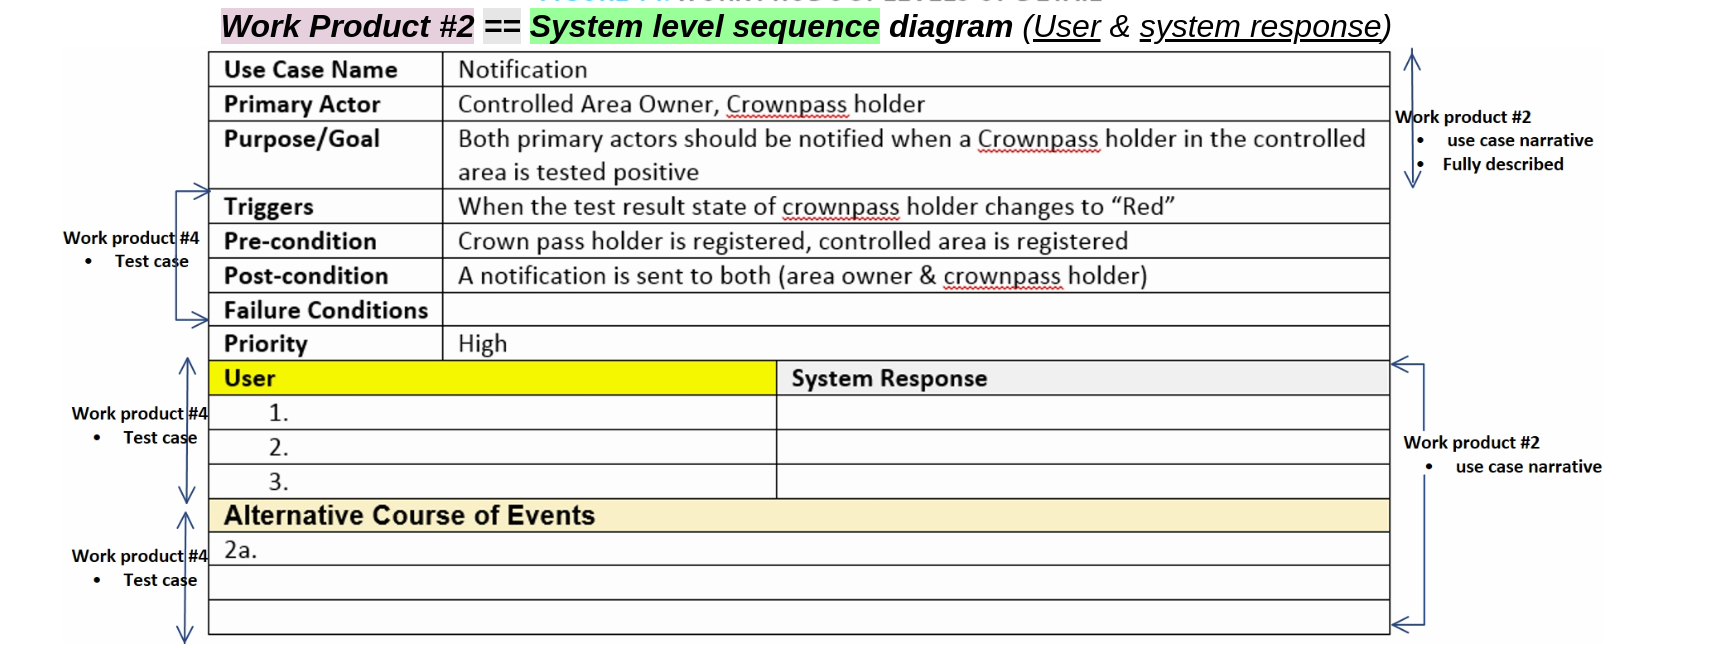 Work Product #2 == System level sequence diagram (User & system response)
Use Case Name Notification
Primary Actor Controlled Area Owner, Crownpass holder
Purpose/Goal Both primary actors should be notified when a Crownpass holder in the controlled
area is tested positive
Work product #2
• use case narrative
• Fully described
Triggers When the test result state of crownpass holder changes to “Red”
Pre-condition Crown pass holder is registered, controlled area is registered
Post-condition A notification is sent to both (area owner & crownpass holder)
Failure Conditions
Work product #4
• Test case
Priority High
User System Response
1.
2.
3.
Work product #4
• Test case
Work product #2
• use case narrative
Alternative Course of Events
2a.
Work product #4
• Test case